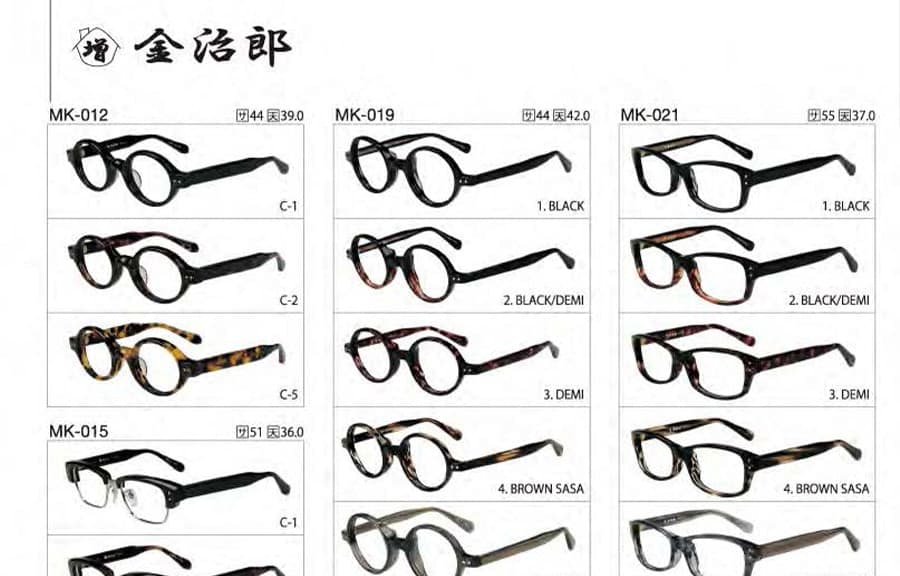 増 金治郎
MK-012 サ44 天39.0
C-1
C-2
C-5
MK-015 サ51 天36.0
C-1
MK-019 サ44 天42.0
1. BLACK
2. BLACK/DEMI
3. DEMI
4. BROWN SASA
MK-021 サ55 天37.0
1. BLACK
2. BLACK/DEMI
3. DEMI
4. BROWN SASA